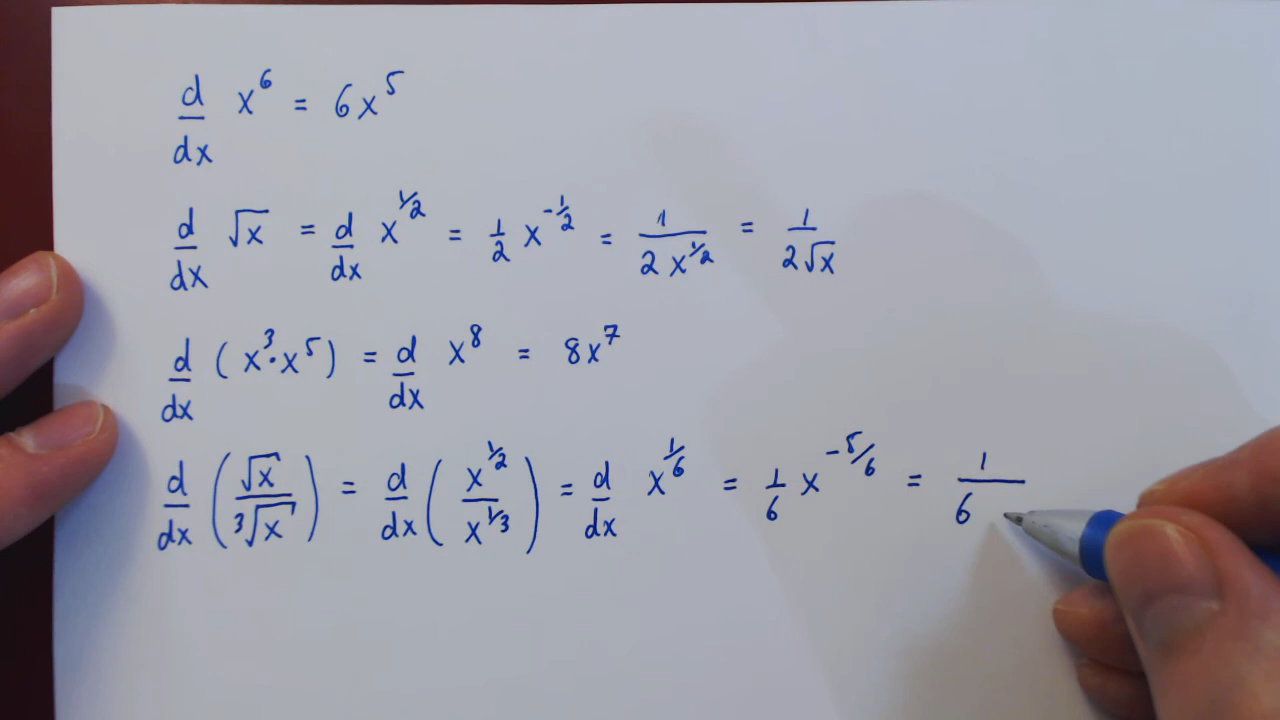 d/dx x^6 = 6x^5
d/dx √x = d/dx x^(1/2) = 1/2 x^(-1/2) = 1/(2x^(1/2)) = 1/(2√x)
d/dx (x^3·x^5) = d/dx x^8 = 8x^7
d/dx (√x/∛x) = d/dx (x^(1/2)/x^(1/3)) = d/dx x^(1/6) = 1/6 x^(-5/6) = 1/6